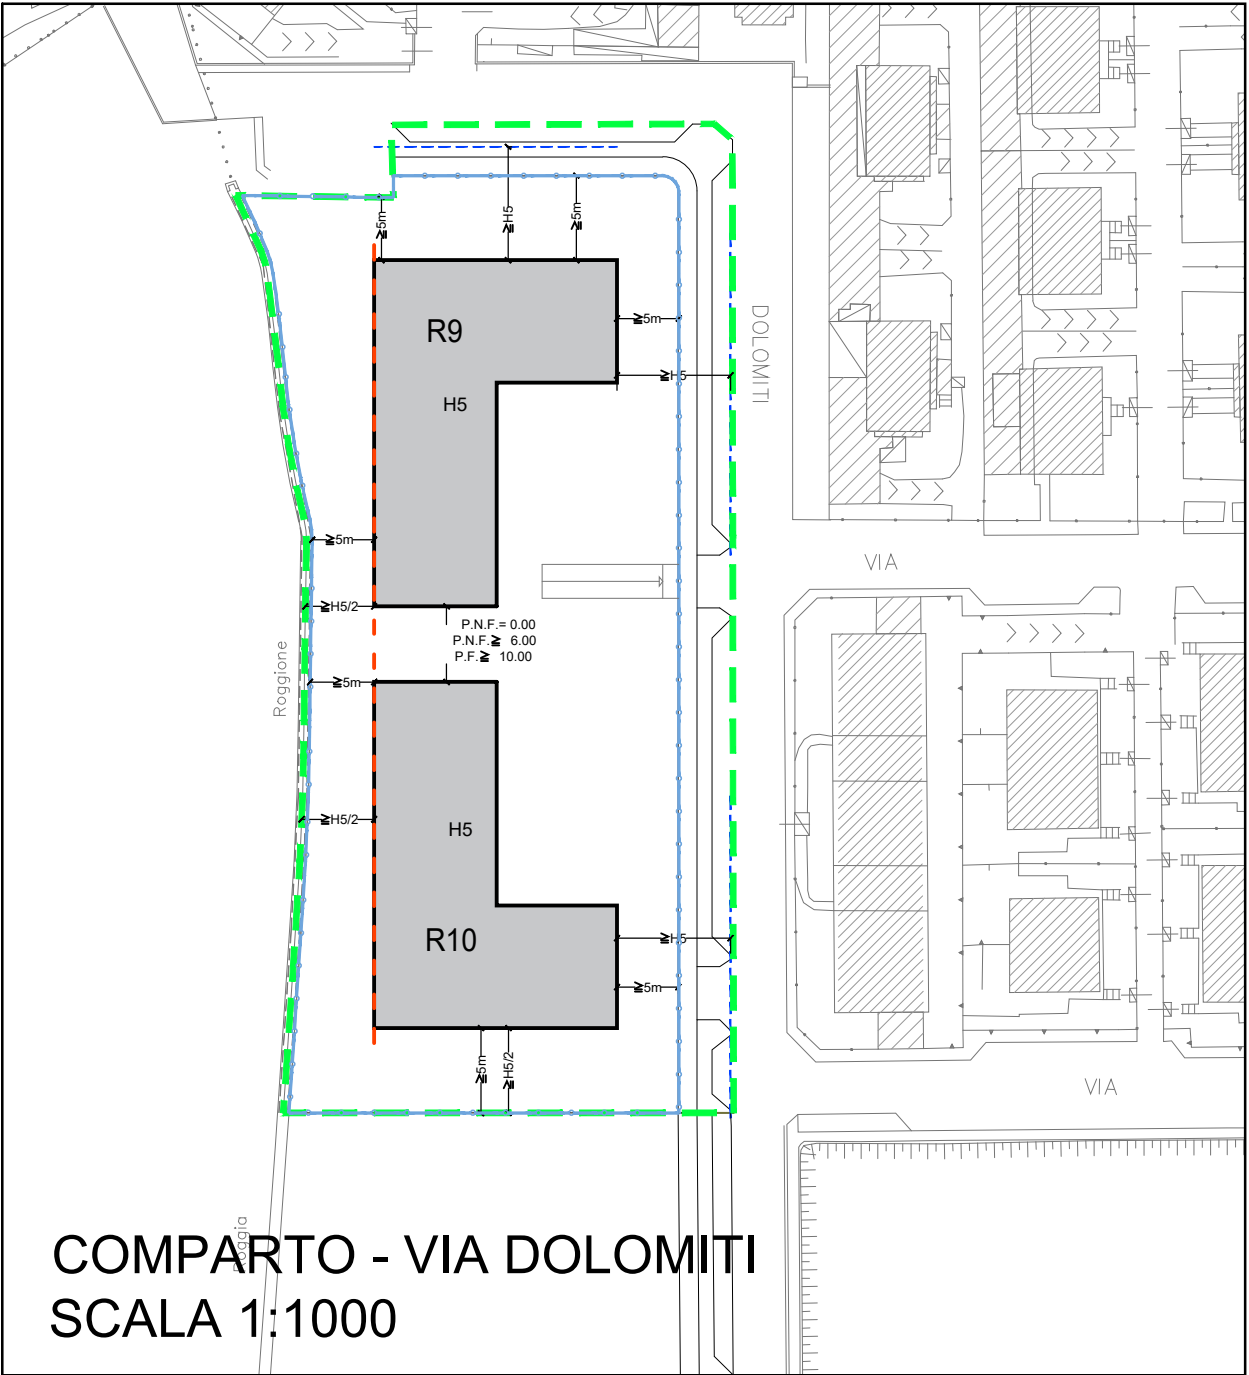 ≧5m
≧H5
≧5m
R9
≧5m
DOLOMITI
≧H5
H5
≧5m
VIA
≧H5/2
P.N.F.= 0.00
P.N.F.≧ 6.00
P.F.≧ 10.00
Roggione
≧5m
≧H5/2
H5
R10
≧H5
≧5m
≧5m
≧H5/2
VIA
Roggia
COMPARTO - VIA DOLOMITI
SCALA 1:1000